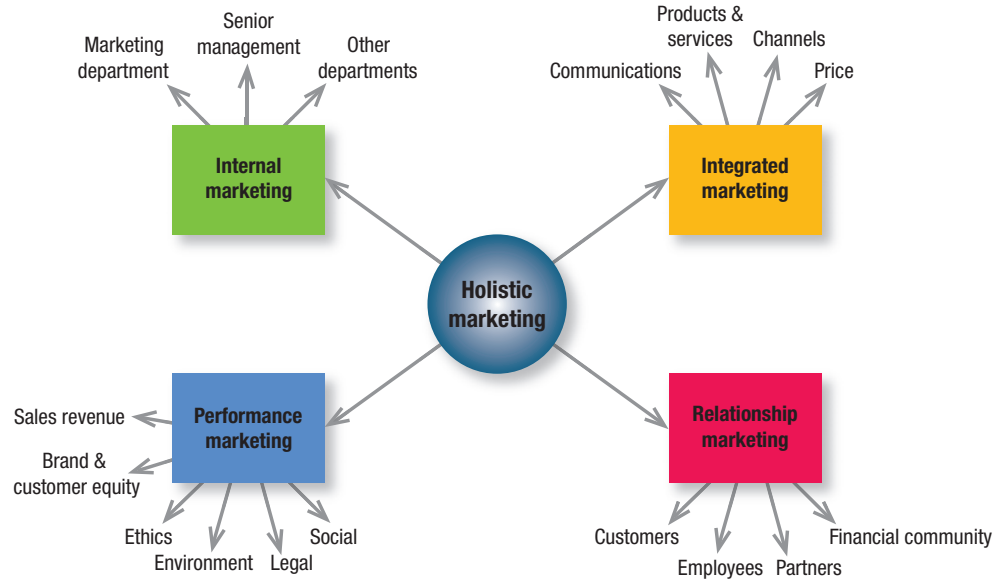 Senior
management
Marketing
department
Other
departments
Internal
marketing
Products &
services
Channels
Communications
Price
Integrated
marketing
Holistic
marketing
Performance
marketing
Sales revenue
Brand &
customer equity
Ethics
Environment
Legal
Social
Relationship
marketing
Customers
Employees
Partners
Financial community